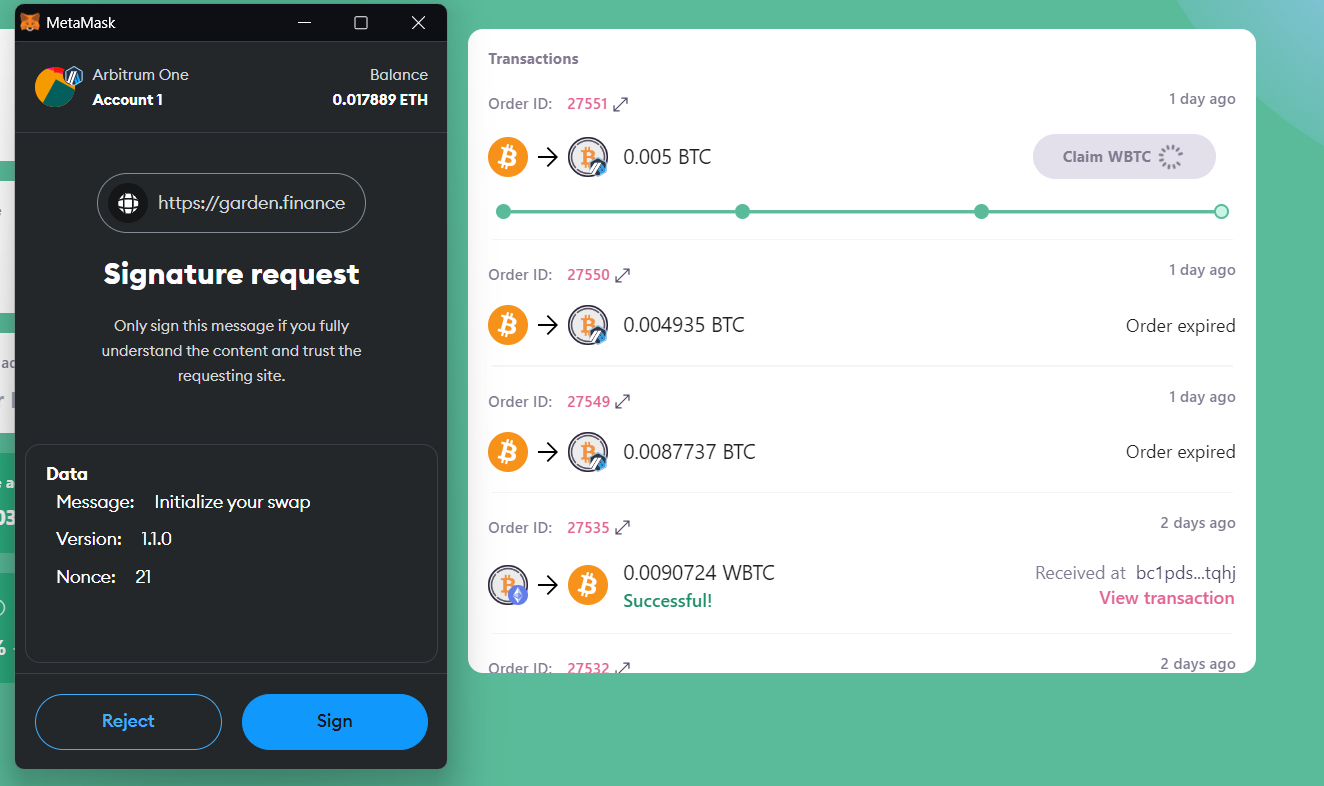 MetaMask
Arbitrum One
Balance
Account 1
0.017889 ETH
https://garden.finance
Signature request
Only sign this message if you fully
understand the content and trust the
requesting site.
Data
Message: Initialize your swap
Version: 1.1.0
Nonce: 21
Reject
Sign
Transactions
Order ID: 27551
1 day ago
0.005 BTC
Claim WBTC
Order ID: 27550
1 day ago
0.004935 BTC
Order expired
Order ID: 27549
1 day ago
0.0087737 BTC
Order expired
Order ID: 27535
2 days ago
0.0090724 WBTC
Successful!
Received at bc1pds...tqhj
View transaction
Order ID: 27532
2 days ago